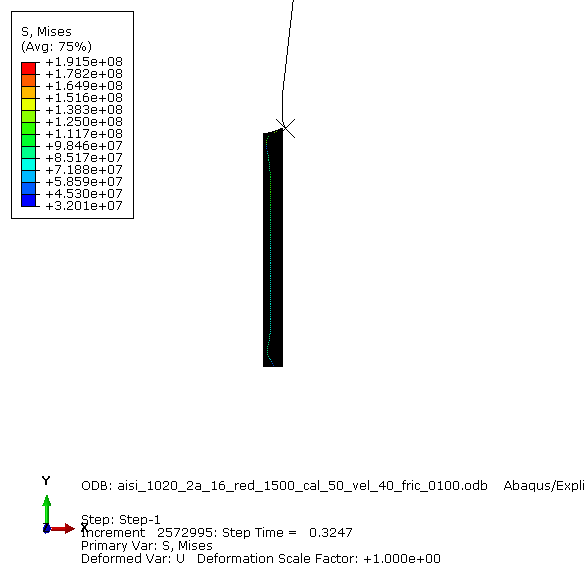 S, Mises
(Avg: 75%)
+1.915e+08
+1.782e+08
+1.649e+08
+1.516e+08
+1.383e+08
+1.250e+08
+1.117e+08
+9.846e+07
+8.517e+07
+7.188e+07
+5.859e+07
+4.530e+07
+3.201e+07
Y
X
ODB: aisi_1020_2a_16_red_1500_cal_50_vel_40_fric_0100.odb Abaqus/Expli
Step: Step-1
Increment 2572995: Step Time = 0.3247
Primary Var: S, Mises
Deformed Var: U Deformation Scale Factor: +1.000e+00